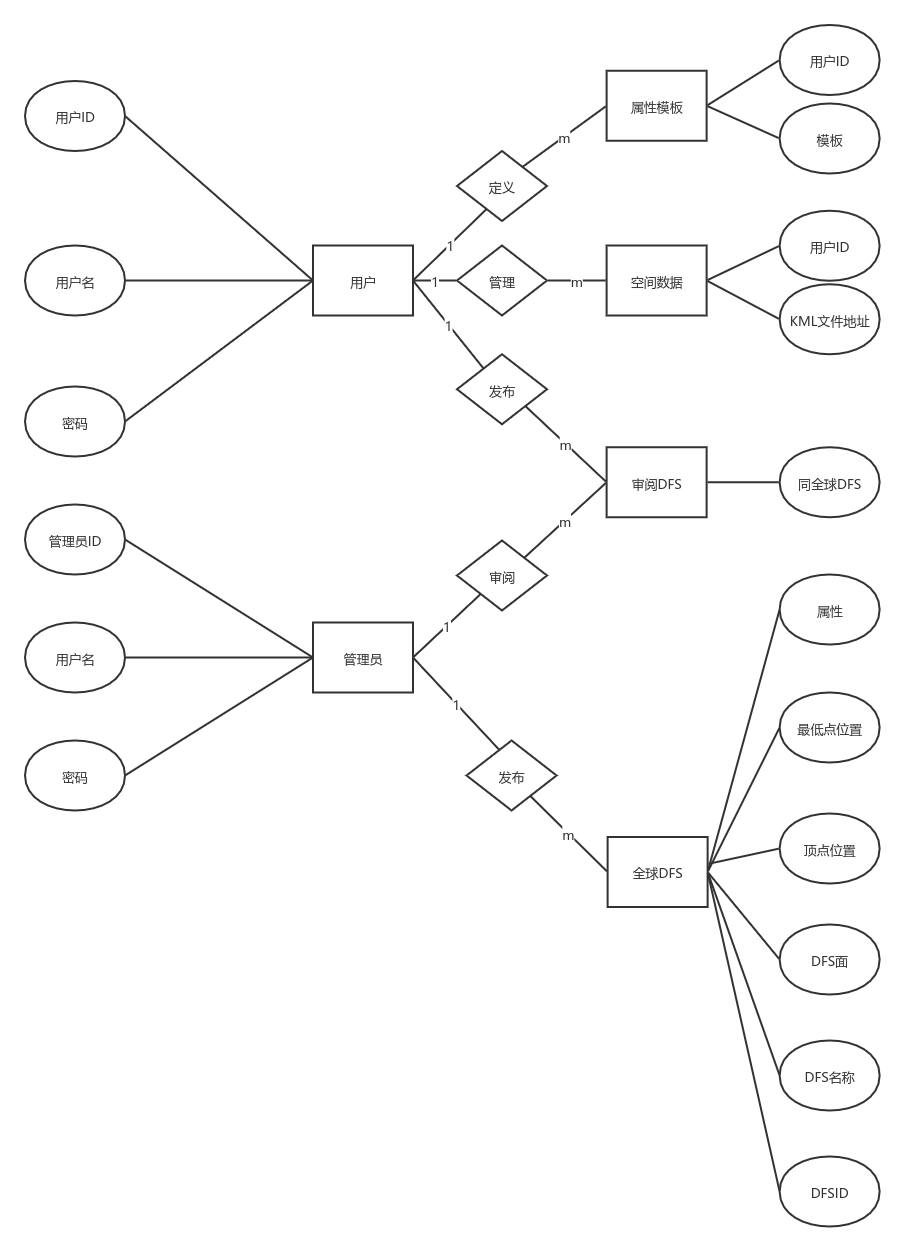 用户ID
用户名
密码
管理员ID
用户名
密码
用户
管理员
定义
管理
发布
审阅
发布
1
m
1
m
1
m
m
1
1
m
属性模板
空间数据
审阅DFS
全球DFS
用户ID
模板
用户ID
KML文件地址
同全球DFS
属性
最低点位置
顶点位置
DFS面
DFS名称
DFSID